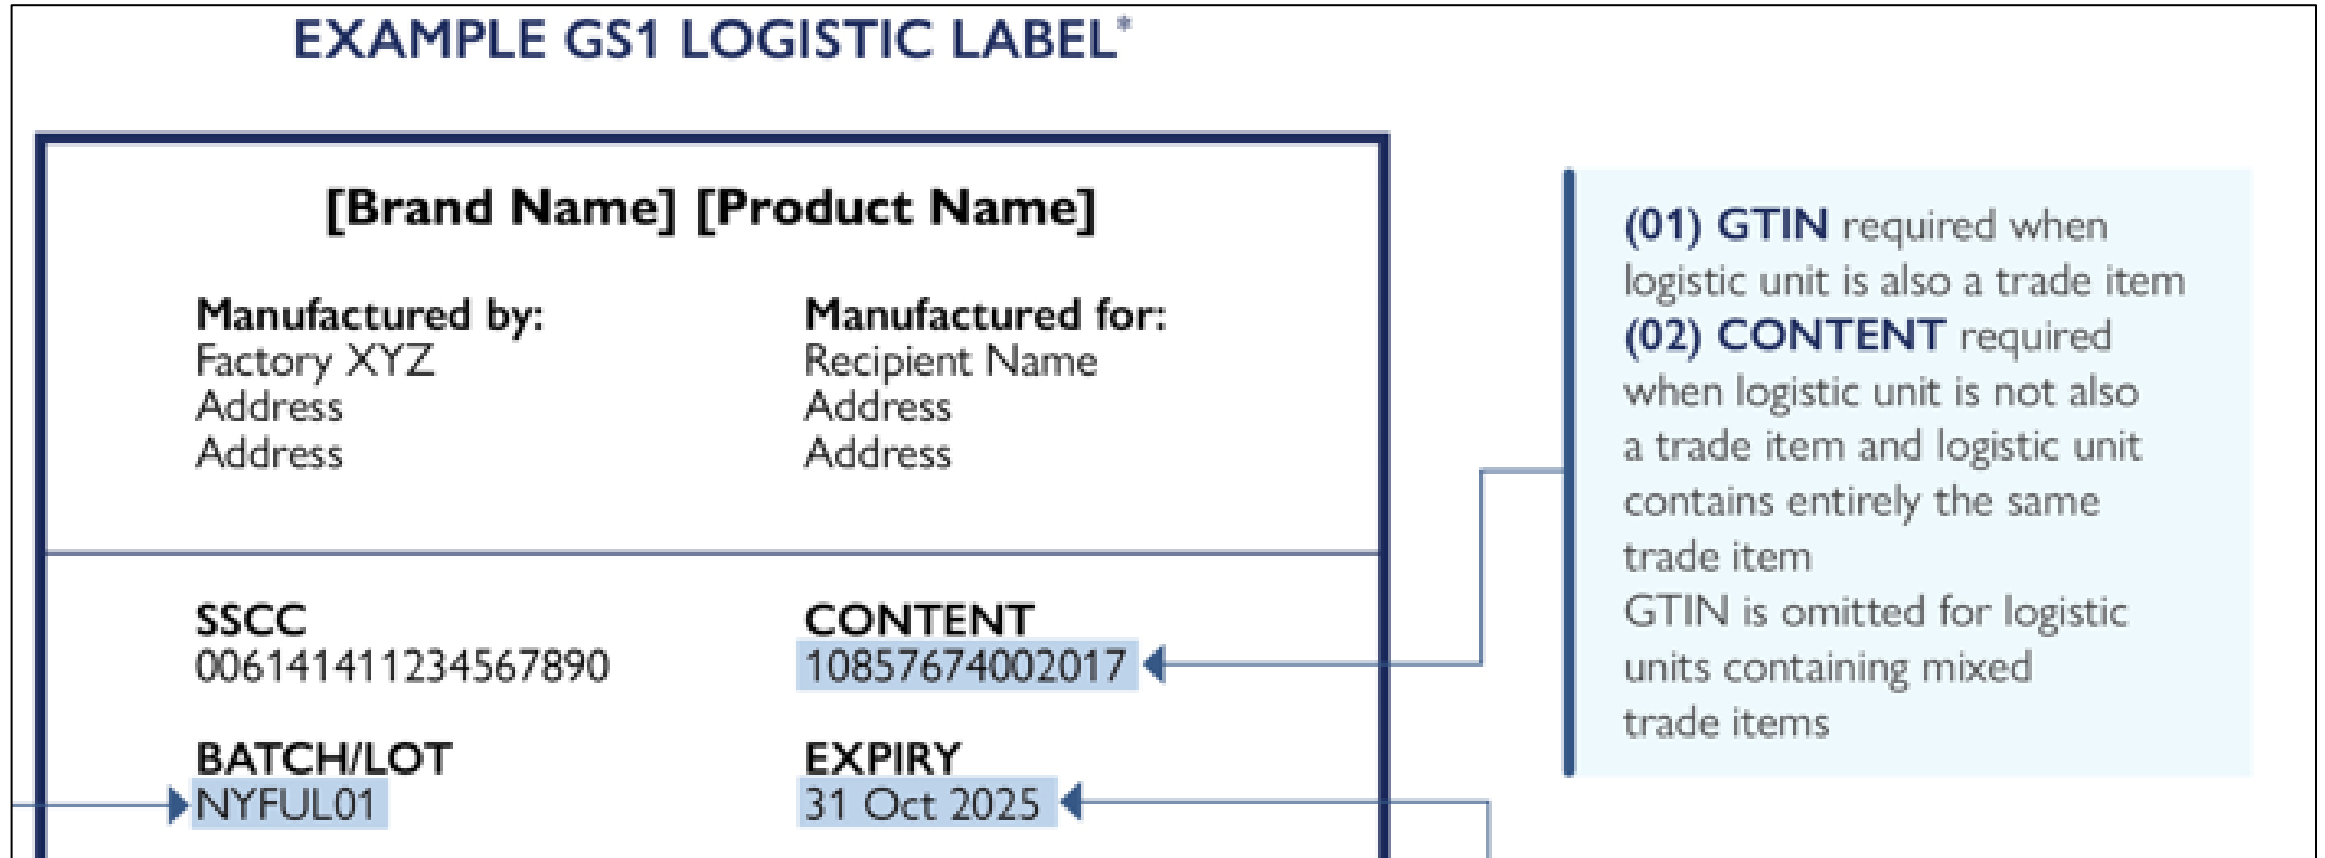 EXAMPLE GS1 LOGISTIC LABEL*
[Brand Name] [Product Name]
Manufactured by:
Factory XYZ
Address
Address
Manufactured for:
Recipient Name
Address
Address
SSCC
006141411234567890
CONTENT
10857674002017
BATCH/LOT
NYFUL01
EXPIRY
31 Oct 2025
(01) GTIN required when
logistic unit is also a trade item
(02) CONTENT required
when logistic unit is not also
a trade item and logistic unit
contains entirely the same
trade item
GTIN is omitted for logistic
units containing mixed
trade items